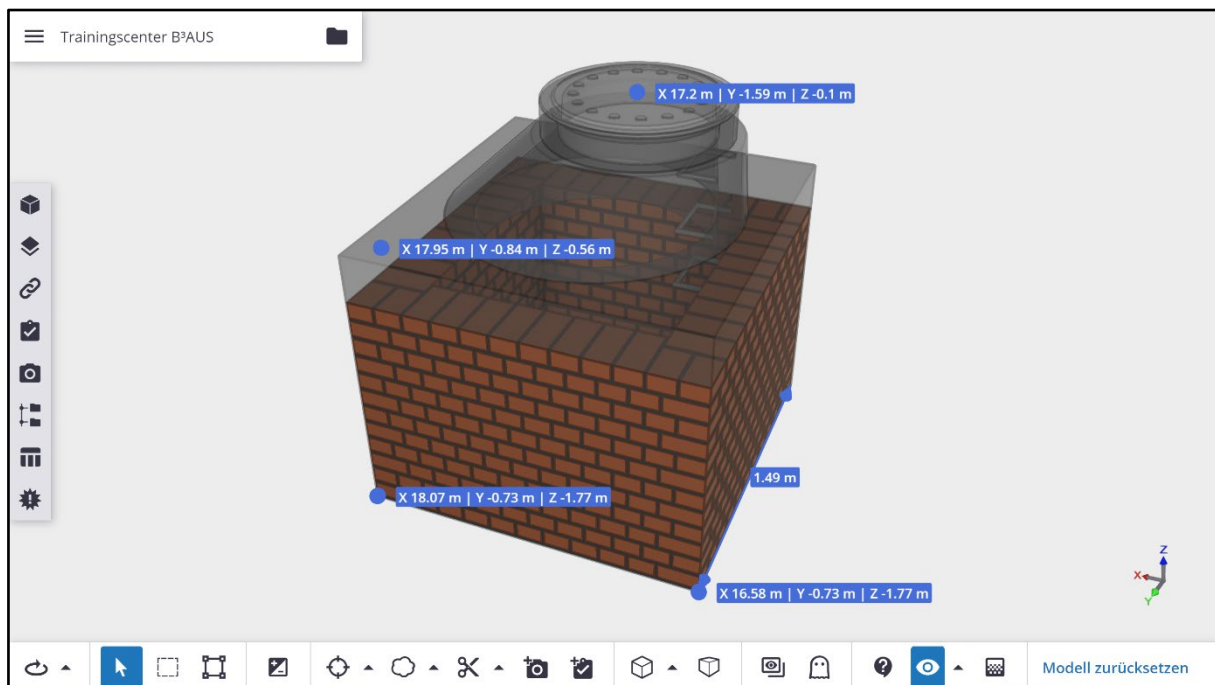 Trainingscenter B³AUS
X 17.2 m | Y -1.59 m | Z -0.1 m
X 17.95 m | Y -0.84 m | Z -0.56 m
1.49 m
X 18.07 m | Y -0.73 m | Z -1.77 m
X 16.58 m | Y -0.73 m | Z -1.77 m
Z
X
Y
Modell zurücksetzen